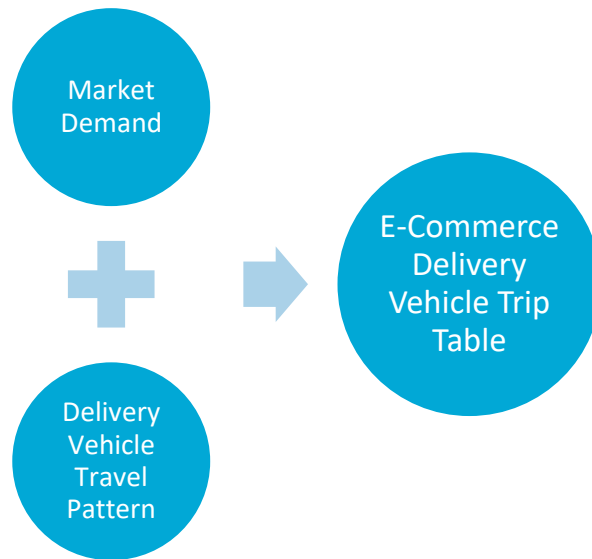 Market
Demand
Delivery
Vehicle
Travel
Pattern
E-Commerce
Delivery
Vehicle Trip
Table